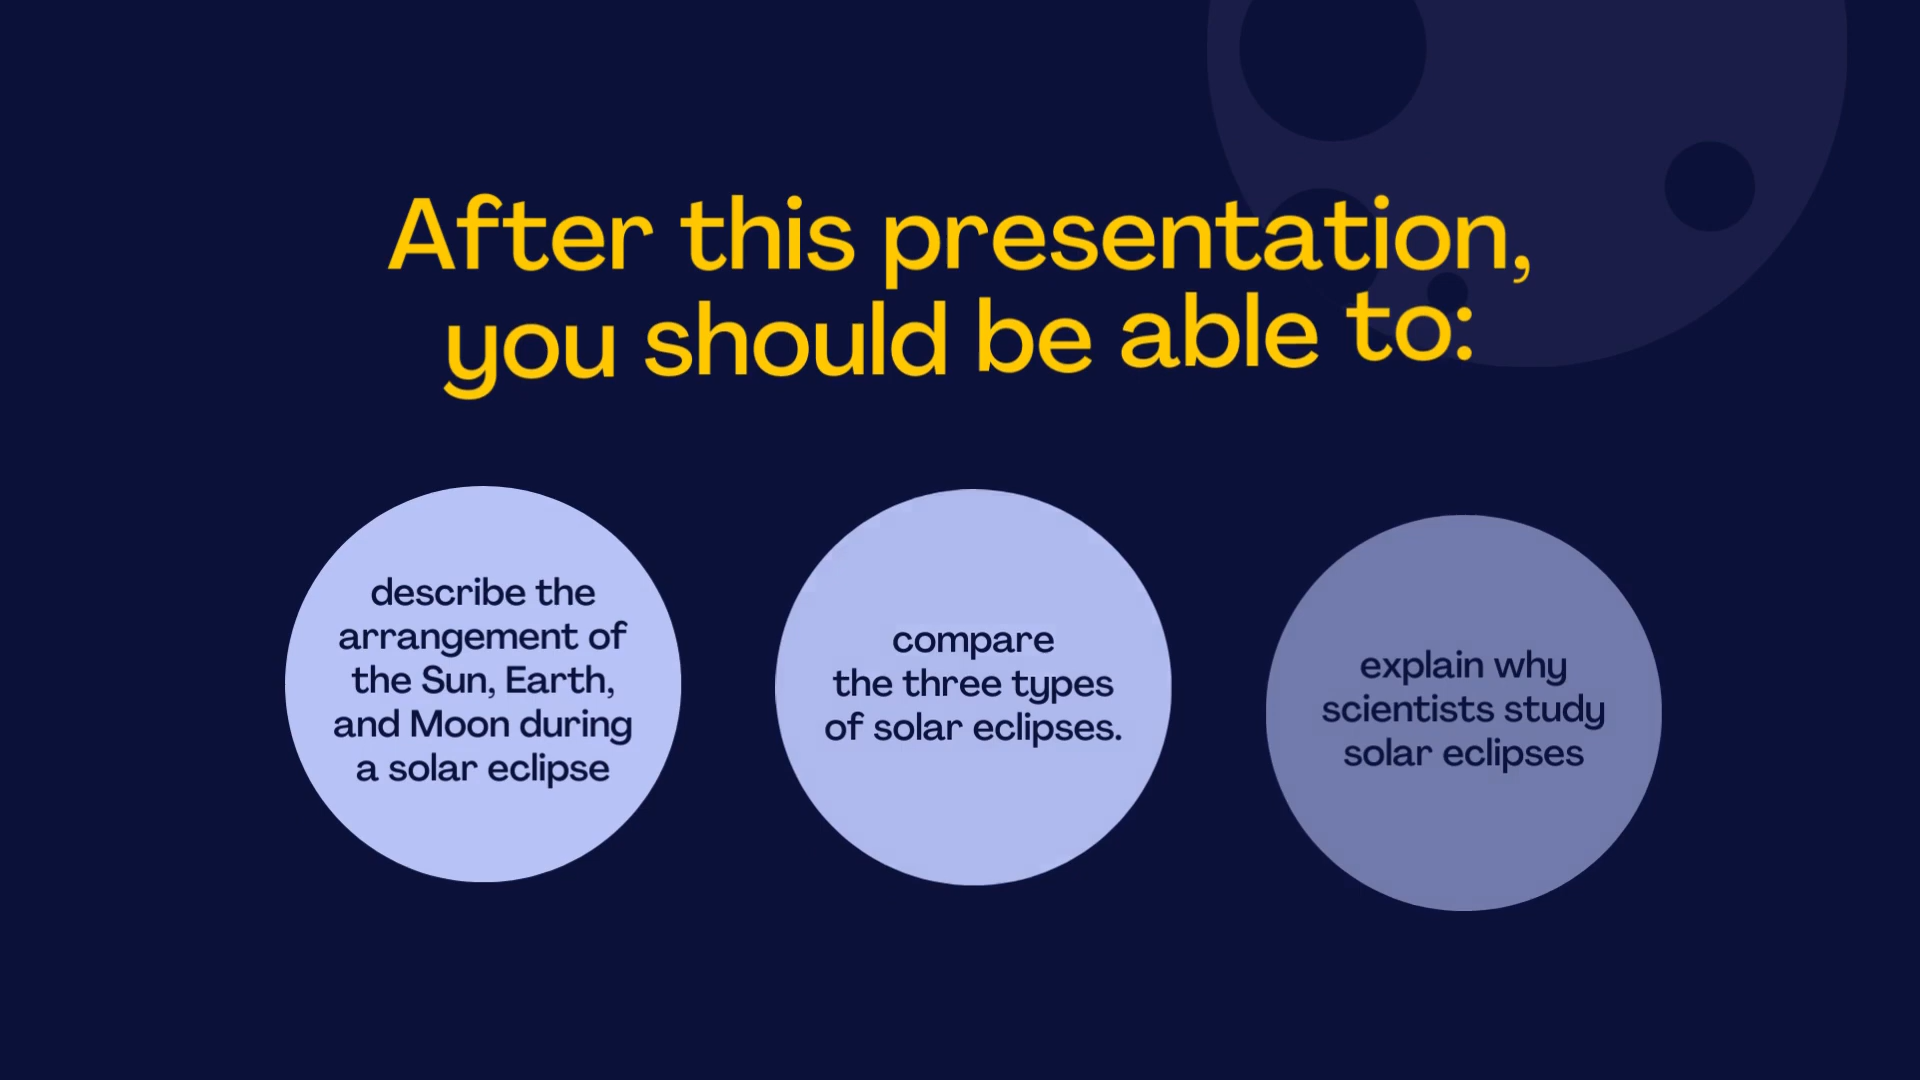 After this presentation,
you should be able to:
describe the
arrangement of
the Sun, Earth,
and Moon during
a solar eclipse
compare
the three types
of solar eclipses.
explain why
scientists study
solar eclipses